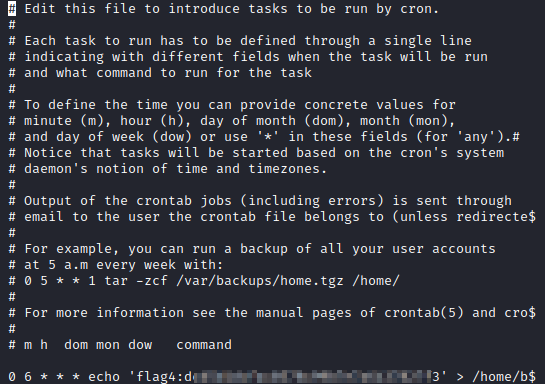 # Edit this file to introduce tasks to be run by cron.
#
# Each task to run has to be defined through a single line
# indicating with different fields when the task will be run
# and what command to run for the task
#
# To define the time you can provide concrete values for
# minute (m), hour (h), day of month (dom), month (mon),
# and day of week (dow) or use '*' in these fields (for 'any').#
# Notice that tasks will be started based on the cron's system
# daemon's notion of time and timezones.
#
# Output of the crontab jobs (including errors) is sent through
# email to the user the crontab file belongs to (unless redirecte$
#
# For example, you can run a backup of all your user accounts
# at 5 a.m every week with:
# 0 5 * * 1 tar -zcf /var/backups/home.tgz /home/
#
# For more information see the manual pages of crontab(5) and cro$
#
# m h  dom mon dow   command
0 6 * * * echo > /home/b$